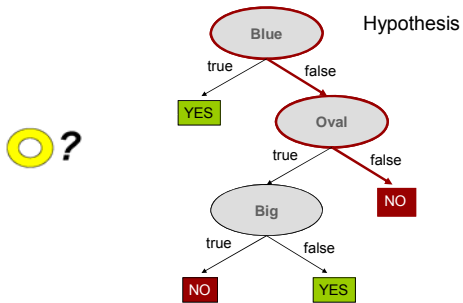 Hypothesis
Blue
true
false
YES
Oval
?
true
false
NO
Big
true
false
NO
YES